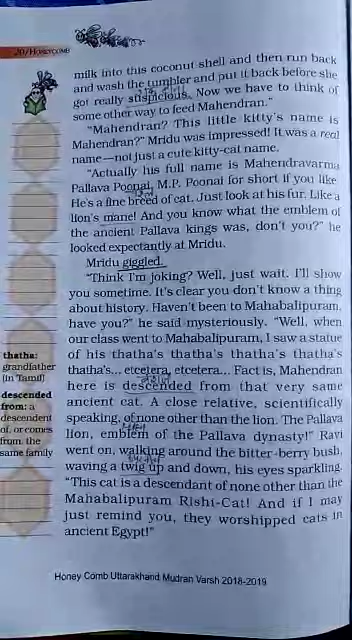 20/HONEYCOMB
milk into this coconut shell and then run back
and wash the tumbler and put it back before she
got really suspicious. Now we have to think of
some other way to feed Mahendran."
"Mahendran? This little kitty's name is
Mahendran?" Mridu was impressed! It was a real
name—not just a cute kitty-cat name.
"Actually his full name is Mahendravarma
Pallava Poonai, M.P. Poonai for short if you like.
He's a fine breed of cat. Just look at his fur. Like a
lion's mane! And you know what the emblem of
the ancient Pallava kings was, don't you?" he
looked expectantly at Mridu.
Mridu giggled.
"Think I'm joking? Well, just wait. I'll show
you sometime. It's clear you don't know a thing
about history. Haven't been to Mahabalipuram,
have you?" he said mysteriously. "Well, when
our class went to Mahabalipuram, I saw a statue
of his thatha's thatha's thatha's thatha's
thatha's... etcetera, etcetera... Fact is, Mahendran
here is descended from that very same
ancient cat. A close relative, scientifically
speaking, of none other than the lion. The Pallava
lion, emblem of the Pallava dynasty!" Ravi
went on, walking around the bitter-berry bush,
waving a twig up and down, his eyes sparkling.
"This cat is a descendant of none other than the
Mahabalipuram Rishi-Cat! And if I may
just remind you, they worshipped cats in
ancient Egypt!"
thatha:
grandfather
(in Tamil)
descended
from: a
descendent
of, or comes
from, the
same family
Honey Comb Uttarakhand Mudran Varsh 2018-2019